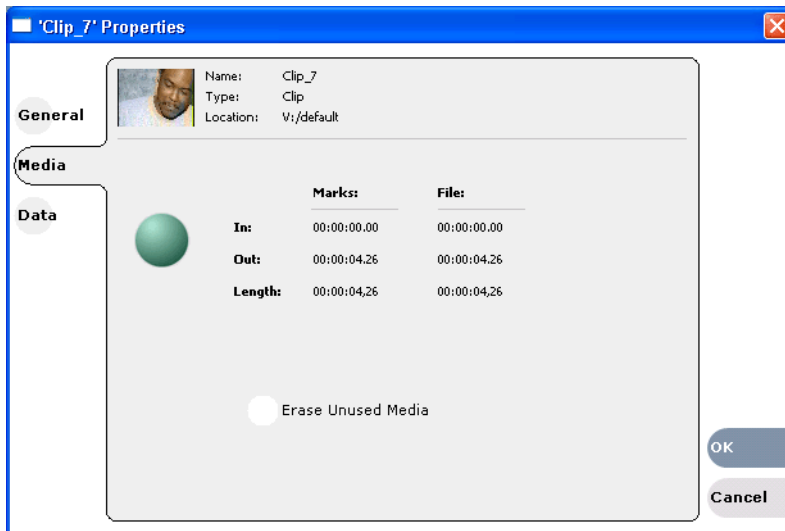 'Clip_7' Properties
Name: Clip_7
Type: Clip
Location: V:/default
General
Media
Data
Marks: File:
In: 00:00:00.00 00:00:00.00
Out: 00:00:04.26 00:00:04.26
Length: 00:00:04,26 00:00:04,26
Erase Unused Media
OK
Cancel